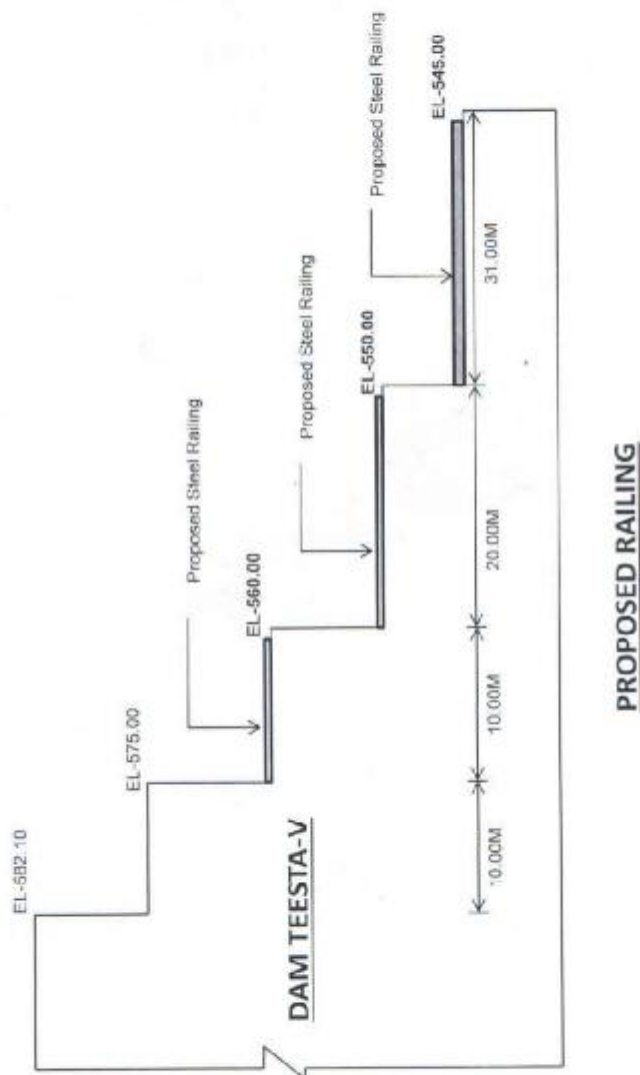 EL-582.10
EL-575.00
Proposed Steel Railing
EL-560.00
Proposed Steel Railing
EL-550.00
Proposed Steel Railing
EL-545.00
DAM TEESTA-V
10.00M
10.00M
20.00M
31.00M
PROPOSED RAILING